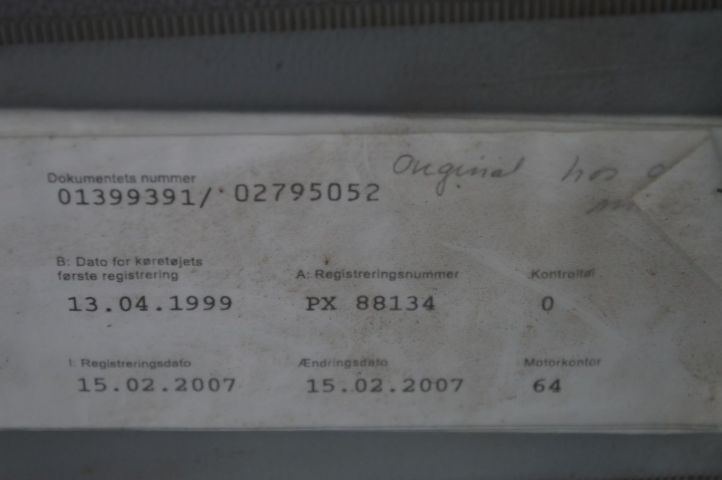 Dokumentets nummer
01399391/ 02795052
Original hos
B: Dato for køretøjets
første registrering
13.04.1999
A: Registreringsnummer
PX 88134
Kontroltal
0
I: Registreringsdato
15.02.2007
Ændringsdato
15.02.2007
Motorkontor
64